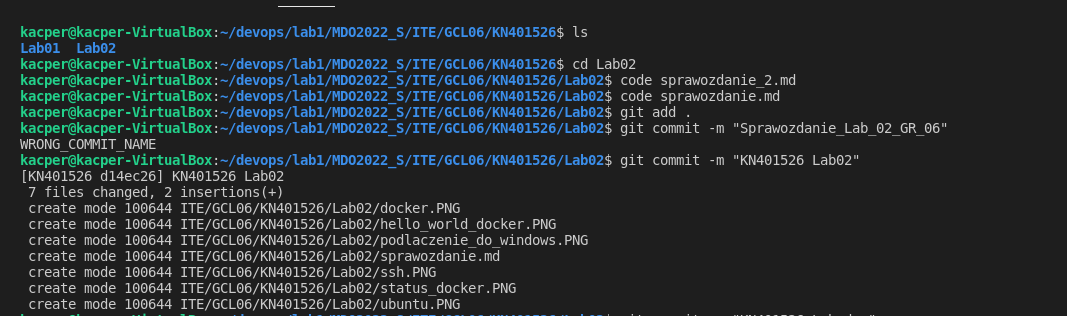 kacper@kacper-VirtualBox:~/devops/lab1/MDO2022_S/ITE/GCL06/KN401526$ ls
Lab01  Lab02
kacper@kacper-VirtualBox:~/devops/lab1/MDO2022_S/ITE/GCL06/KN401526$ cd Lab02
kacper@kacper-VirtualBox:~/devops/lab1/MDO2022_S/ITE/GCL06/KN401526/Lab02$ code sprawozdanie_2.md
kacper@kacper-VirtualBox:~/devops/lab1/MDO2022_S/ITE/GCL06/KN401526/Lab02$ code sprawozdanie.md
kacper@kacper-VirtualBox:~/devops/lab1/MDO2022_S/ITE/GCL06/KN401526/Lab02$ git add .
kacper@kacper-VirtualBox:~/devops/lab1/MDO2022_S/ITE/GCL06/KN401526/Lab02$ git commit -m "Sprawozdanie_Lab_02_GR_06"
WRONG_COMMIT_NAME
kacper@kacper-VirtualBox:~/devops/lab1/MDO2022_S/ITE/GCL06/KN401526/Lab02$ git commit -m "KN401526 Lab02"
[KN401526 d14ec26] KN401526 Lab02
 7 files changed, 2 insertions(+)
 create mode 100644 ITE/GCL06/KN401526/Lab02/docker.PNG
 create mode 100644 ITE/GCL06/KN401526/Lab02/hello_world_docker.PNG
 create mode 100644 ITE/GCL06/KN401526/Lab02/podlaczenie_do_windows.PNG
 create mode 100644 ITE/GCL06/KN401526/Lab02/sprawozdanie.md
 create mode 100644 ITE/GCL06/KN401526/Lab02/ssh.PNG
 create mode 100644 ITE/GCL06/KN401526/Lab02/status_docker.PNG
 create mode 100644 ITE/GCL06/KN401526/Lab02/ubuntu.PNG